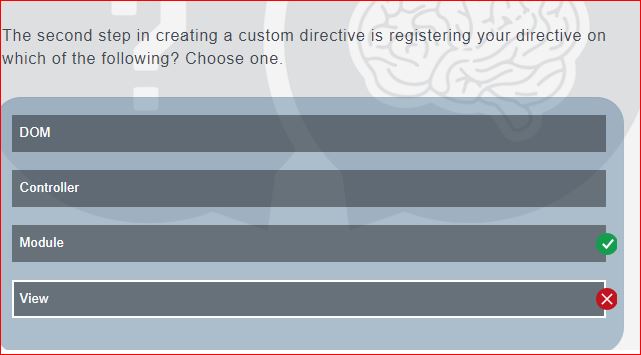 The second step in creating a custom directive is registering your directive on
which of the following? Choose one.
DOM
Controller
Module
View